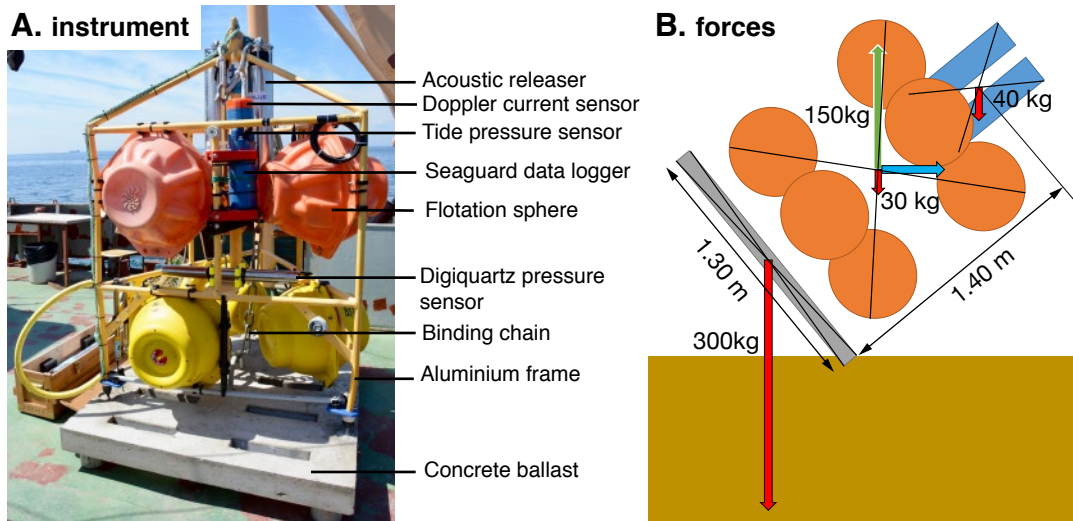 A. instrument
Acoustic releaser
Doppler current sensor
Tide pressure sensor
Seaguard data logger
Flotation sphere
Digiquartz pressure
sensor
Binding chain
Aluminium frame
Concrete ballast
B. forces
150kg
40 kg
30 kg
1.30 m
1.40 m
300kg